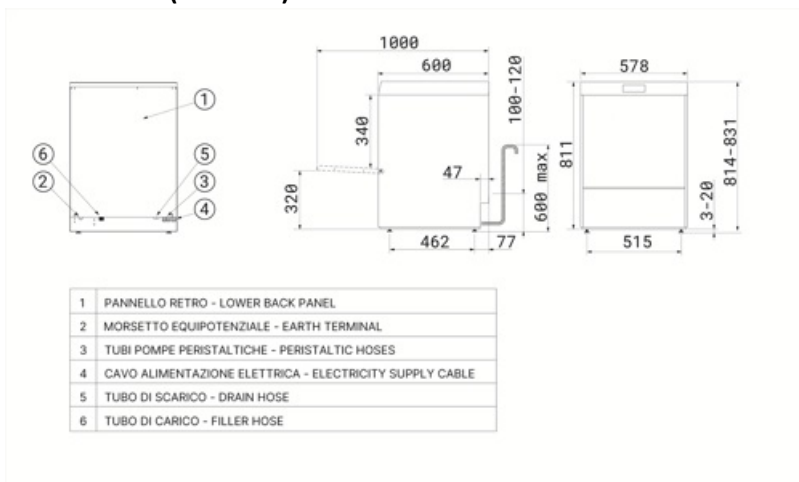 1000
600
578
100-120
340
811
814-831
47
600 max
320
3-20
462
77
515
1
6
5
2
3
4
1 PANNELLO RETRO - LOWER BACK PANEL
2 MORSETTO EQUIPOTENZIALE - EARTH TERMINAL
3 TUBI POMPE PERISTALTICHE - PERISTALTIC HOSES
4 CAVO ALIMENTAZIONE ELETTRICA - ELECTRICITY SUPPLY CABLE
5 TUBO DI SCARICO - DRAIN HOSE
6 TUBO DI CARICO - FILLER HOSE